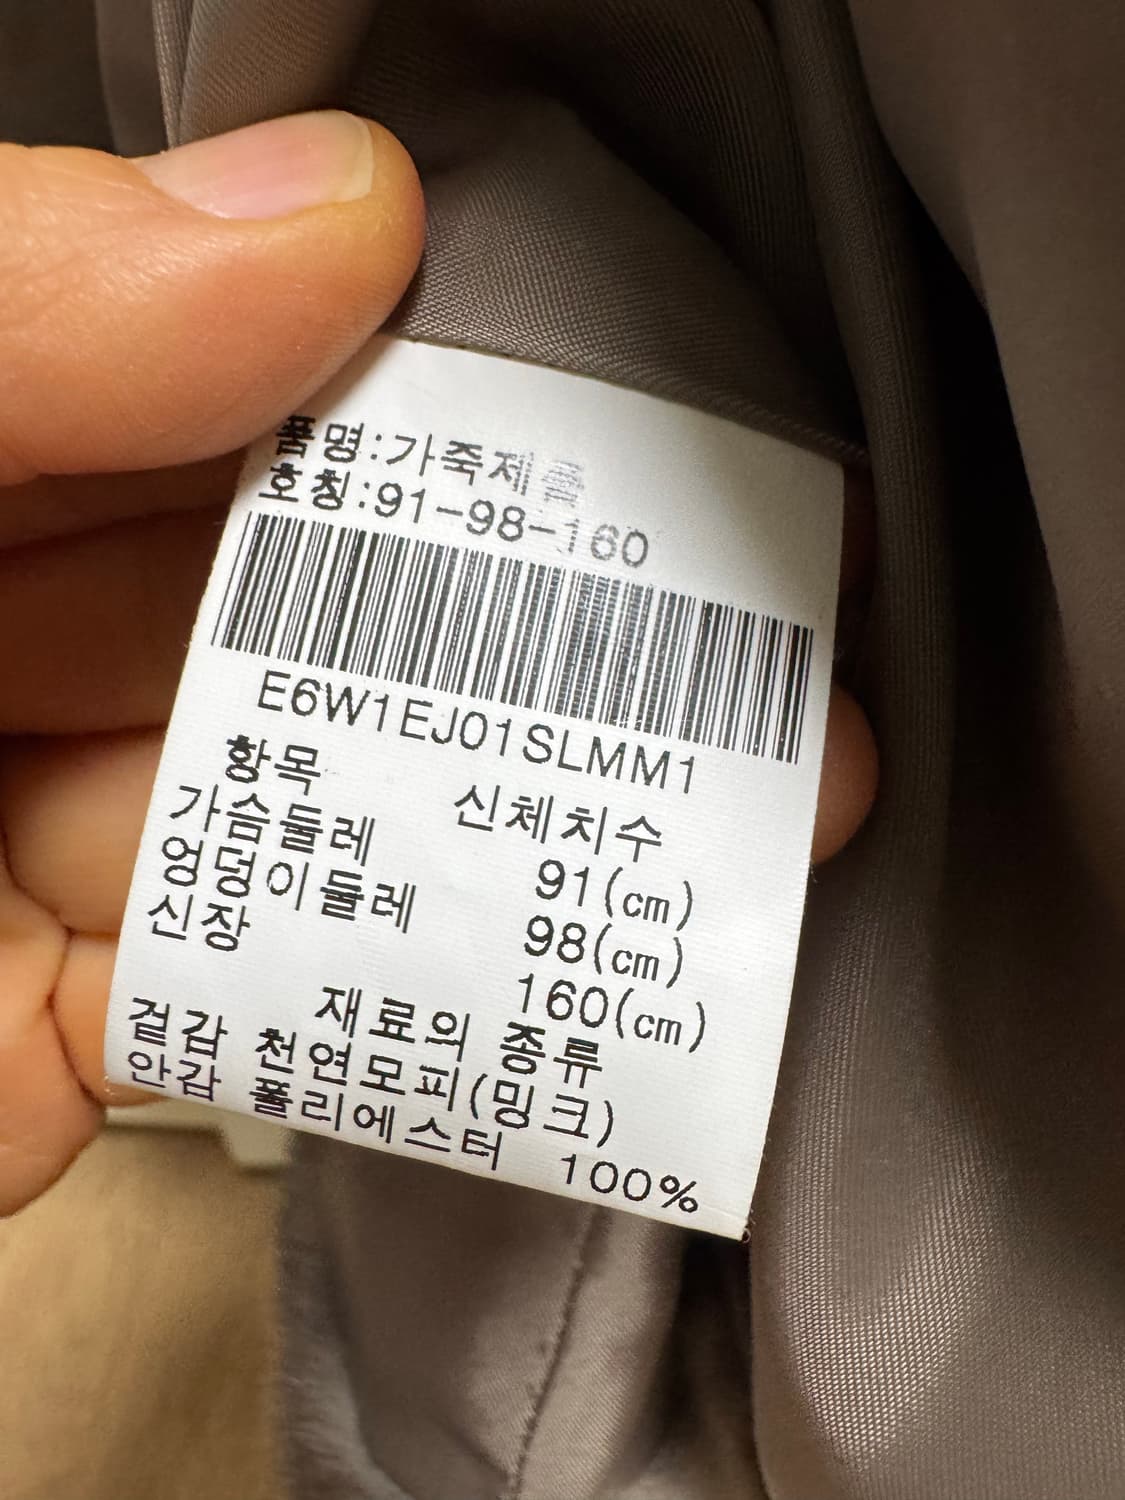 품명:가죽제품
호칭:91-98-160
E6W1EJ01SLMM1
항목 신체치수
가슴둘레 91(cm)
엉덩이둘레 98(cm)
신장 160(cm)
재료의 종류
겉감 천연모피(밍크)
안감 폴리에스터 100%